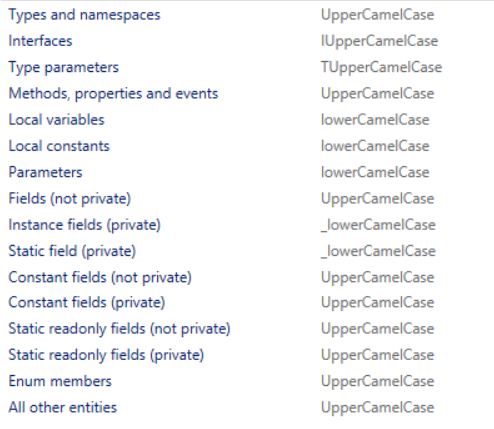 Types and namespaces UpperCamelCase
Interfaces IUpperCamelCase
Type parameters TUpperCamelCase
Methods, properties and events UpperCamelCase
Local variables lowerCamelCase
Local constants lowerCamelCase
Parameters lowerCamelCase
Fields (not private) UpperCamelCase
Instance fields (private) _lowerCamelCase
Static field (private) _lowerCamelCase
Constant fields (not private) UpperCamelCase
Constant fields (private) UpperCamelCase
Static readonly fields (not private) UpperCamelCase
Static readonly fields (private) UpperCamelCase
Enum members UpperCamelCase
All other entities UpperCamelCase